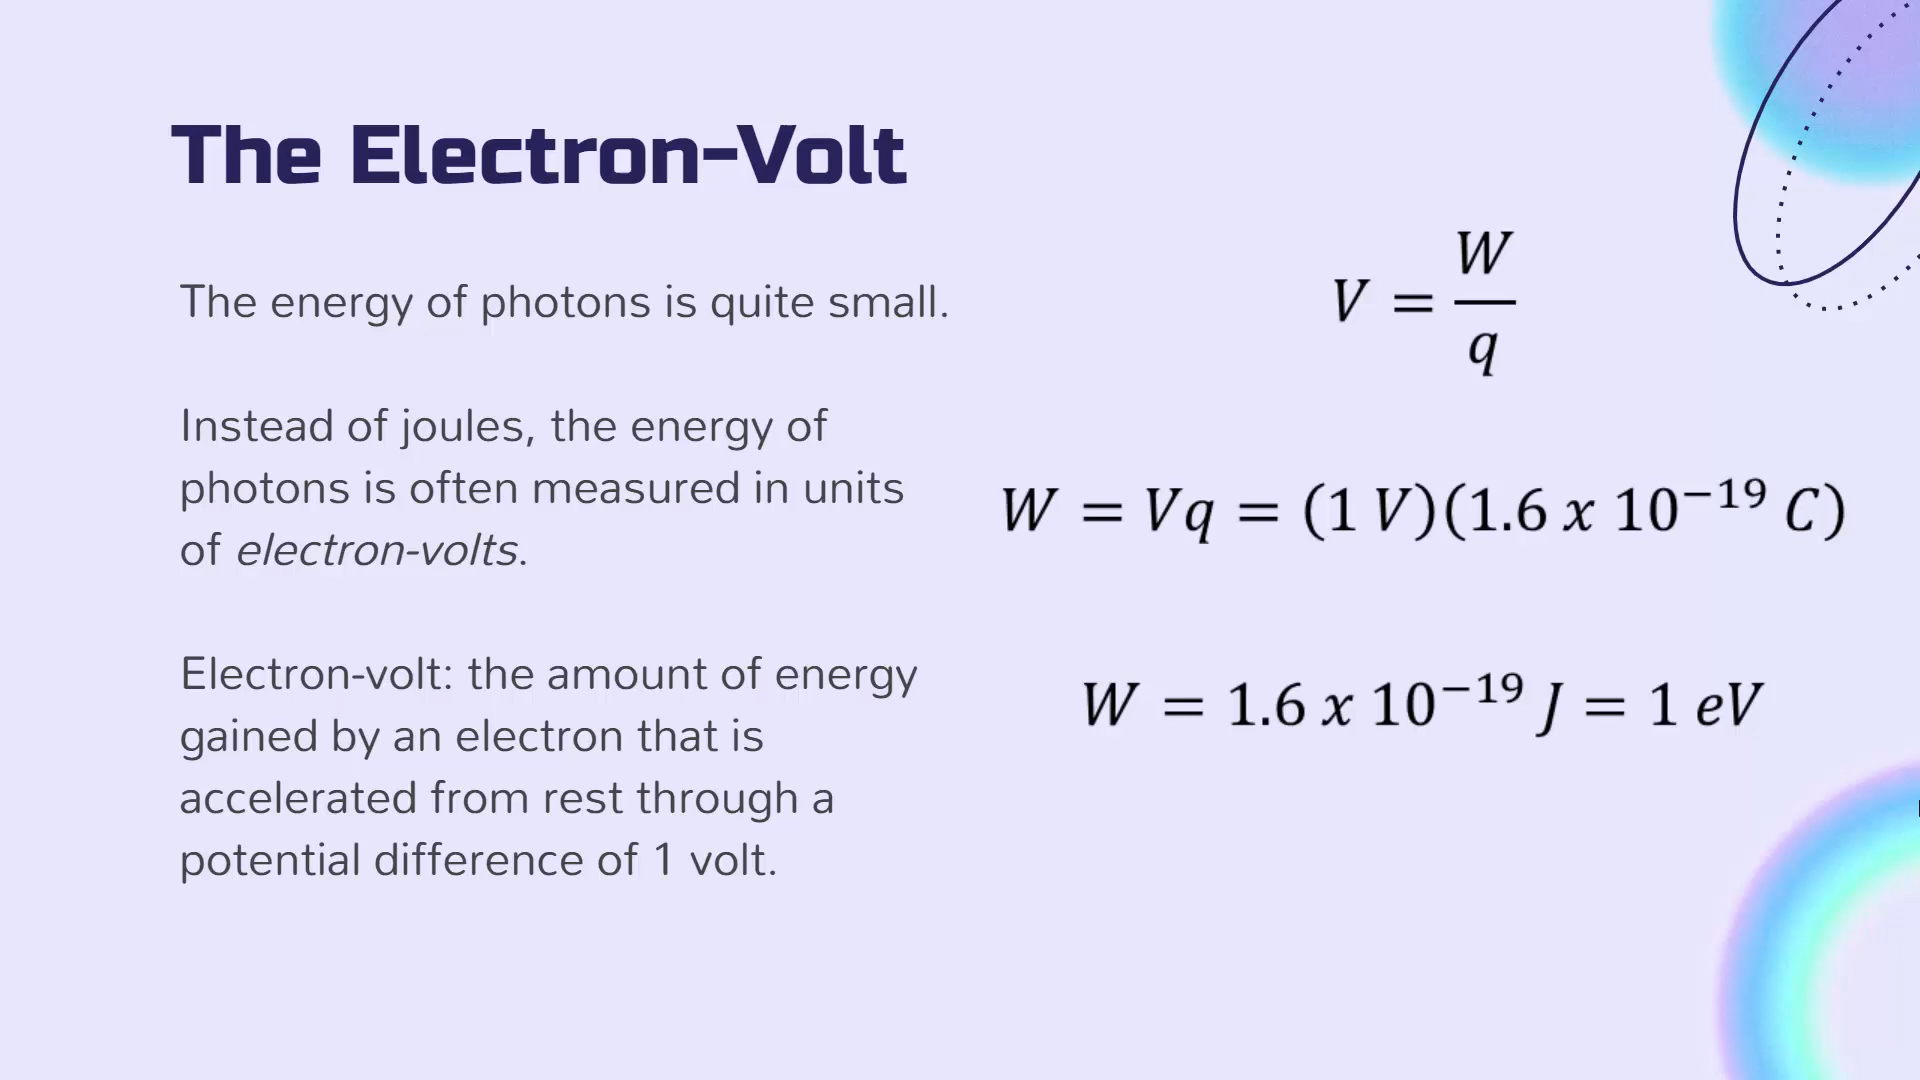 The Electron-Volt
The energy of photons is quite small.
Instead of joules, the energy of
photons is often measured in units
of electron-volts.
Electron-volt: the amount of energy
gained by an electron that is
accelerated from rest through a
potential difference of 1 volt.
V = W/q
W = Vq = (1 V)(1.6 x 10⁻¹⁹ C)
W = 1.6 x 10⁻¹⁹ J = 1 eV